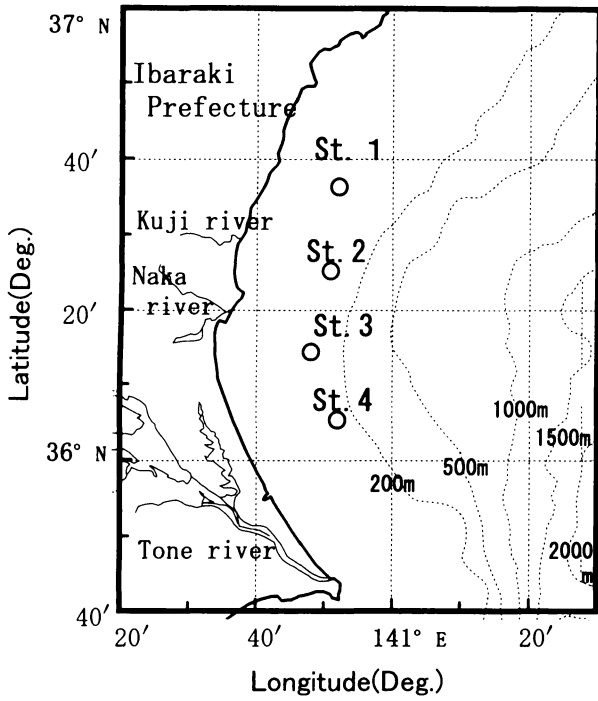 37° N
Ibaraki
Prefecture
St. 1
40′
Kuji river
St. 2
Naka
river
20′
St. 3
St. 4
1000m
1500m
36° N
500m
200m
Tone river
2000
m
40′
20′
40′
141° E
20′
Latitude(Deg.)
Longitude(Deg.)